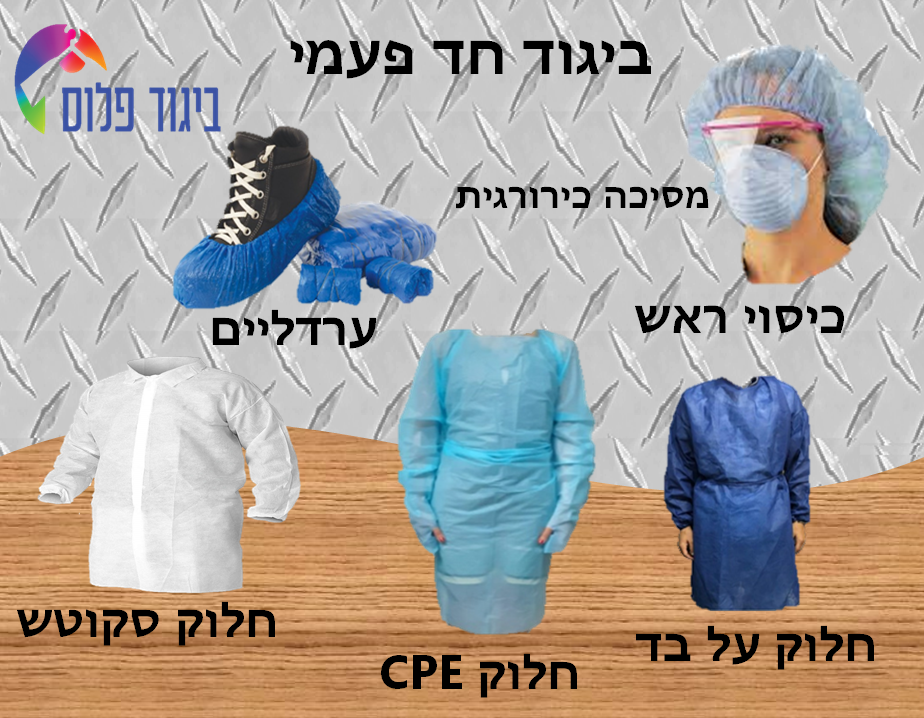 ביגוד חד פעמי
ביגוד פלוס
מסיכה כירורגית
כיסוי ראש
ערדליים
חלוק סקוטש
חלוק על בד
חלוק CPE